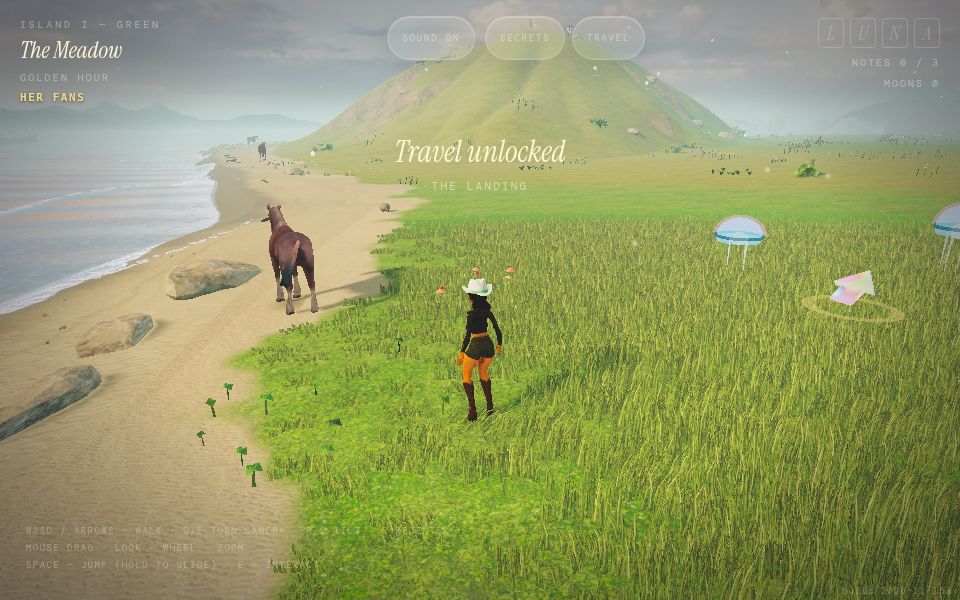 ISLAND I — GREEN
The Meadow
GOLDEN HOUR
HER FANS
SOUND ON
SECRETS
TRAVEL
L U N A
NOTES 0 / 3
MOONS 0
Travel unlocked
THE LANDING
WASD / ARROWS — WALK · Q/E TURN CAMERA
MOUSE DRAG — LOOK · WHEEL — ZOOM
SPACE — JUMP (HOLD TO GLIDE) · E — INTERACT